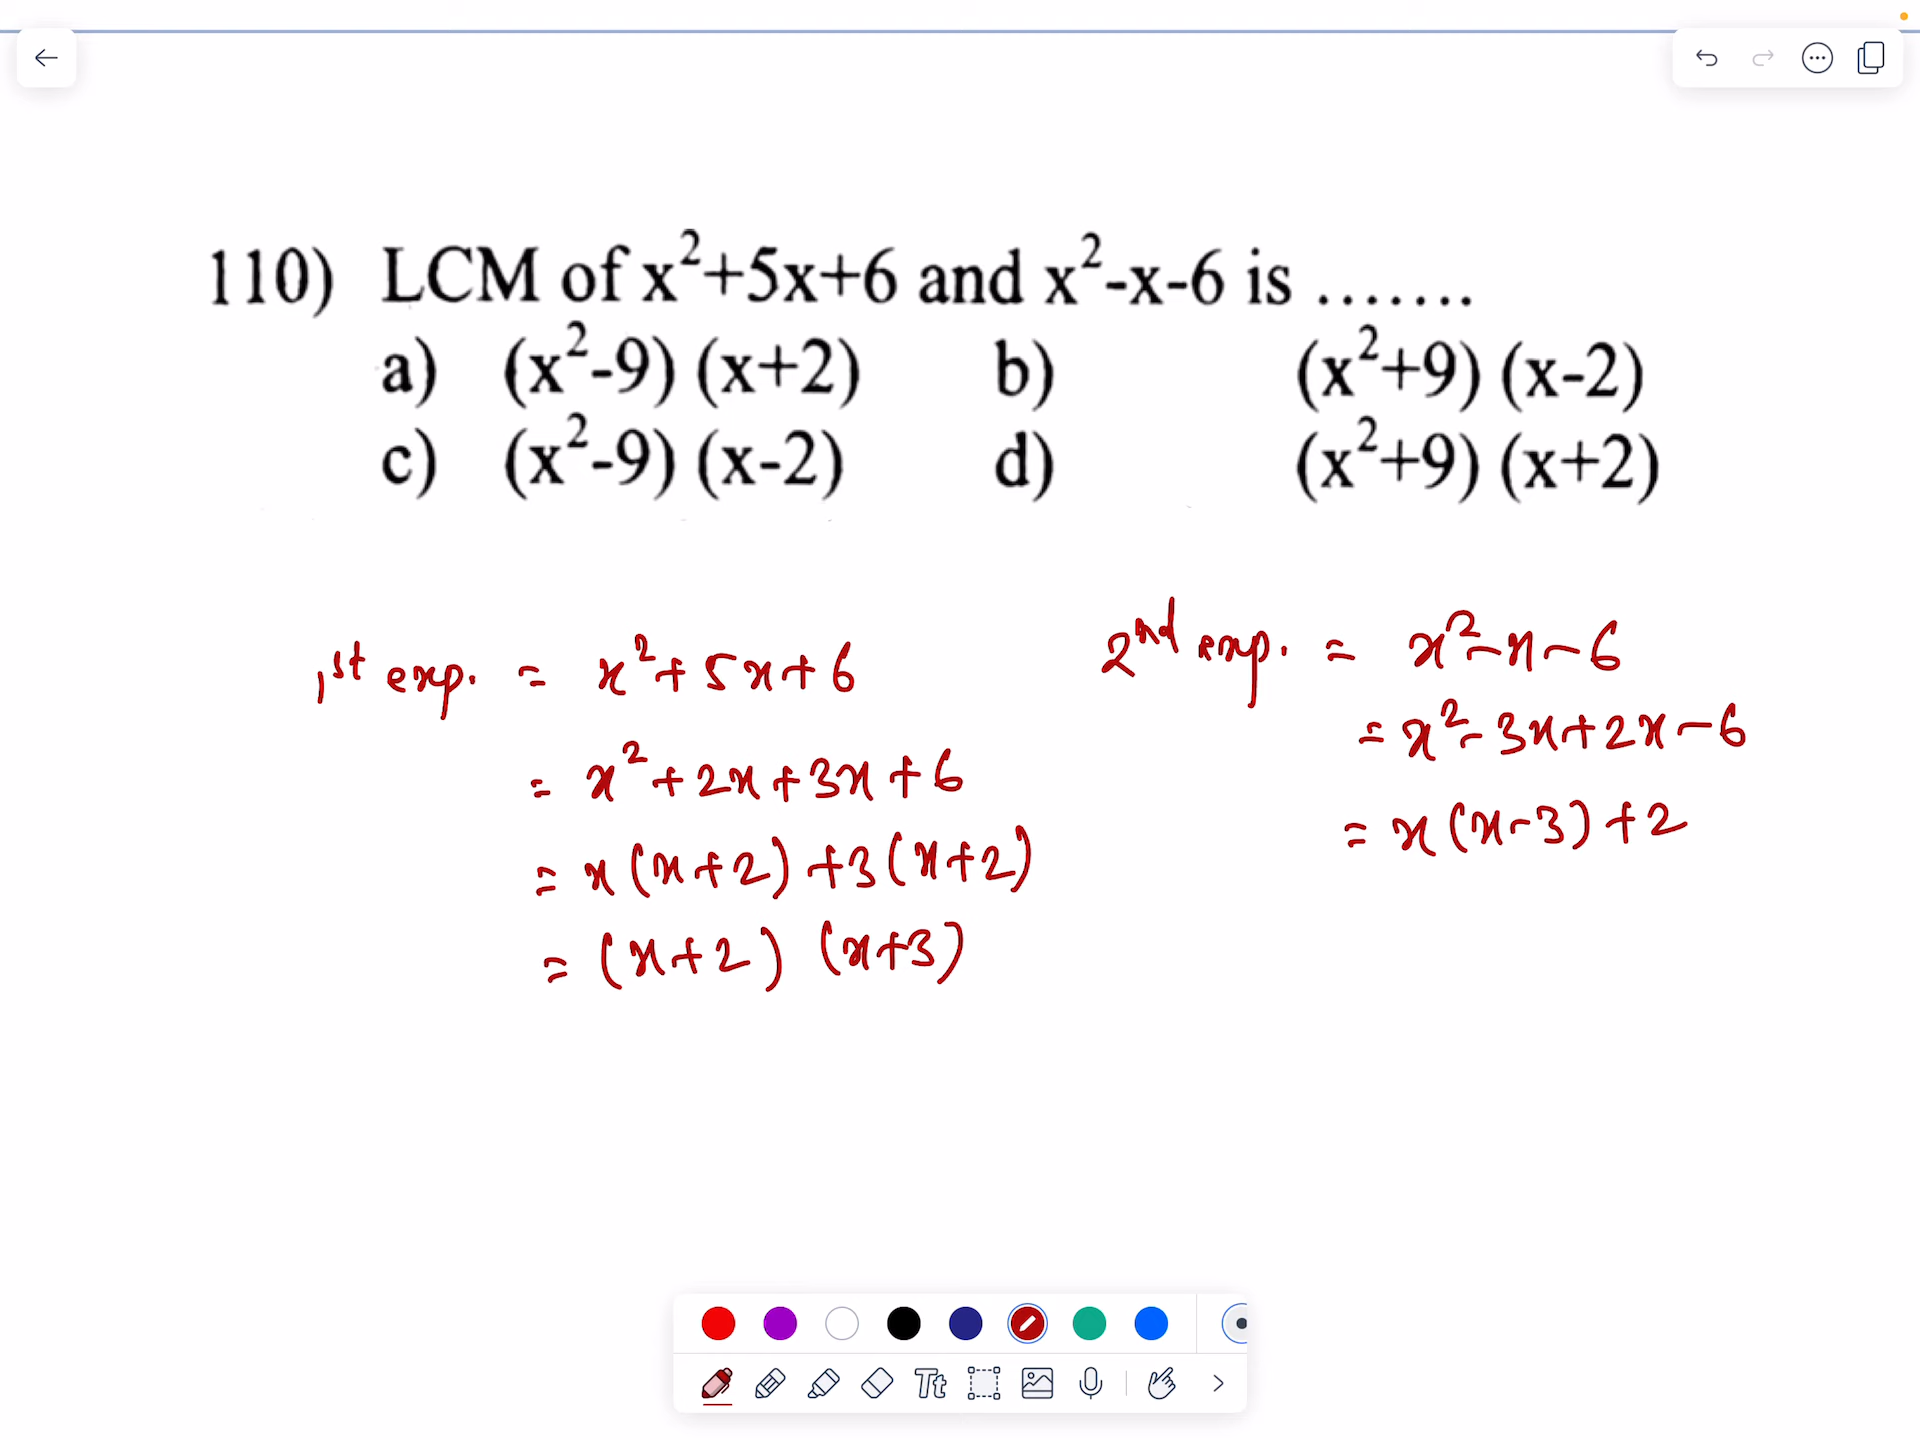 110) LCM of x²+5x+6 and x²-x-6 is .......
a) (x²-9) (x+2) b) (x²+9) (x-2)
c) (x²-9) (x-2) d) (x²+9) (x+2)
1st exp. = x²+5x+6
= x²+2x+3x+6
= x(x+2)+3(x+2)
= (x+2) (x+3)
2nd exp. = x²-x-6
= x²-3x+2x-6
= x(x-3)+2
Tt